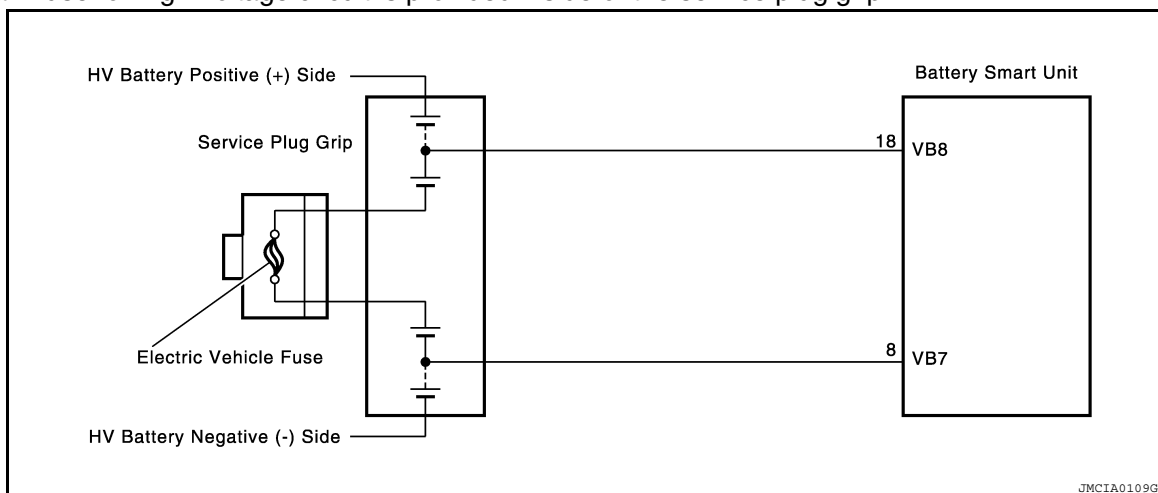 HV Battery Positive (+) Side
Battery Smart Unit
Service Plug Grip
18 VB8
Electric Vehicle Fuse
8 VB7
HV Battery Negative (-) Side
JMCIA0109G